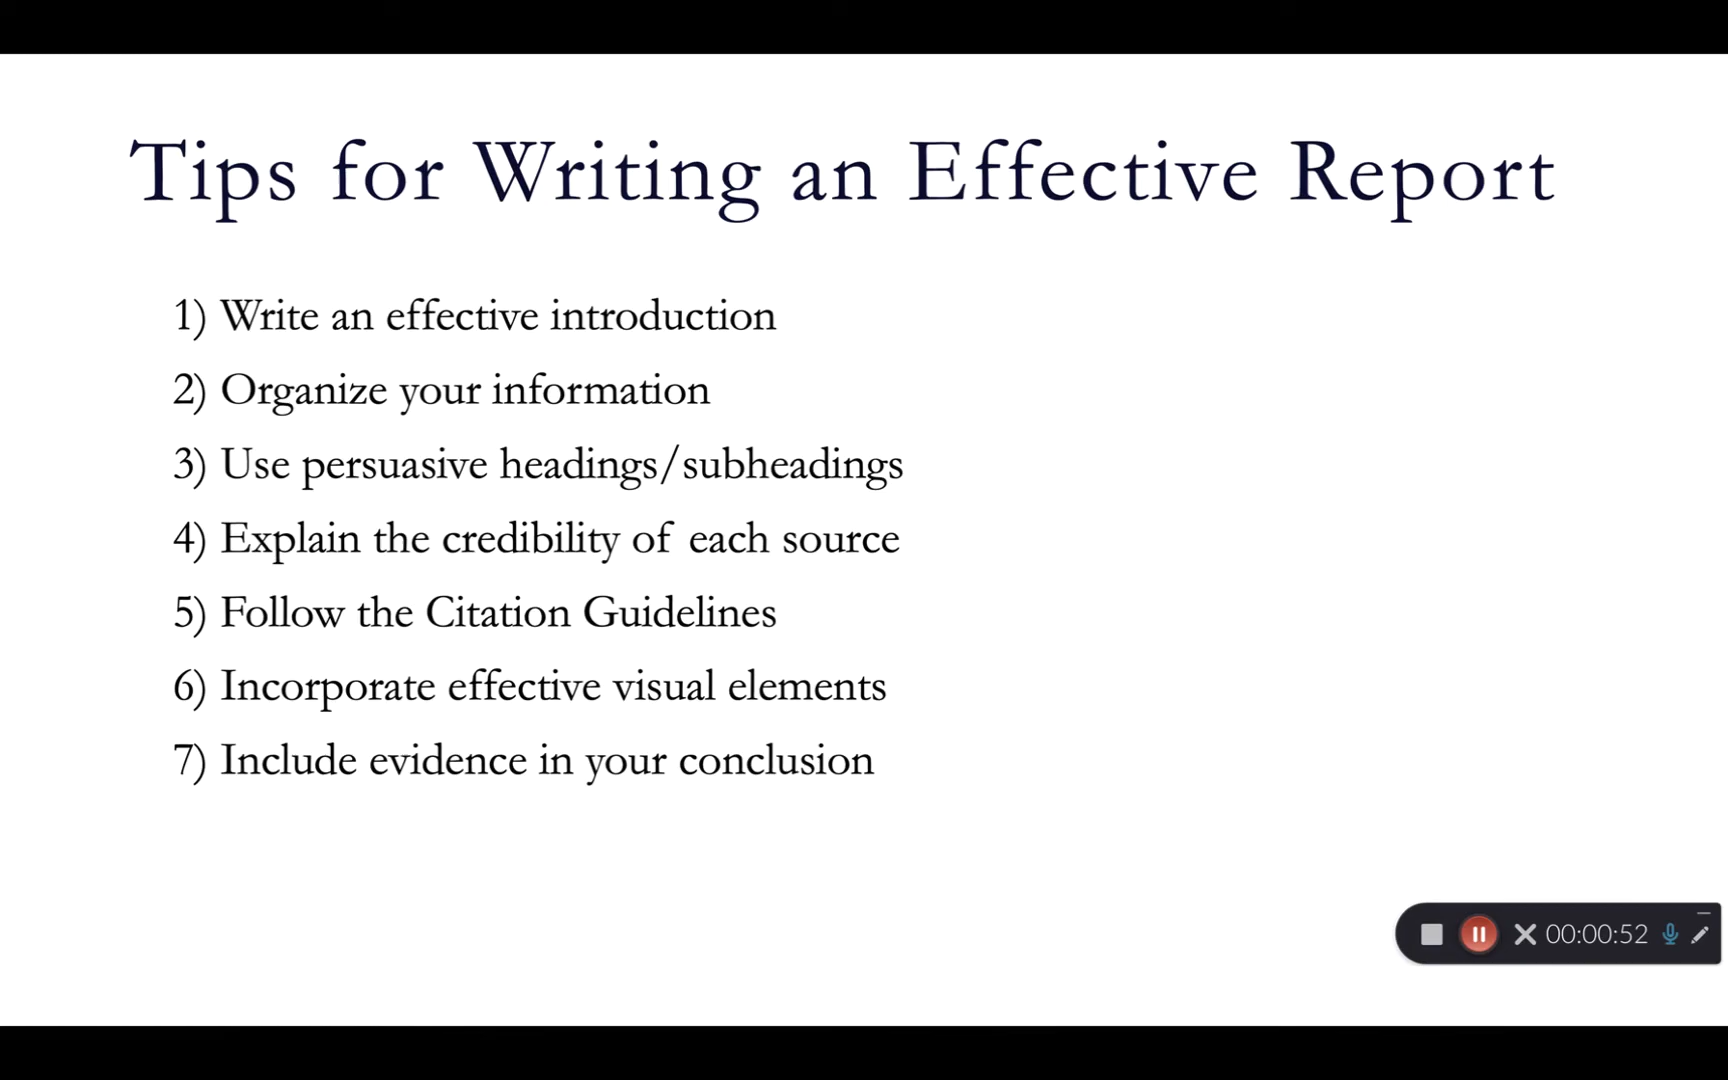 Tips for Writing an Effective Report
1) Write an effective introduction
2) Organize your information
3) Use persuasive headings/subheadings
4) Explain the credibility of each source
5) Follow the Citation Guidelines
6) Incorporate effective visual elements
7) Include evidence in your conclusion
00:00:52